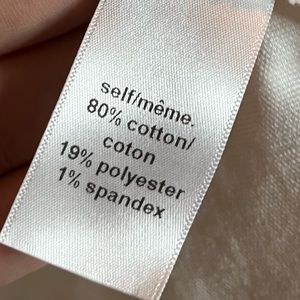 self/même.
80% cotton/
coton
19% polyester
1% spandex